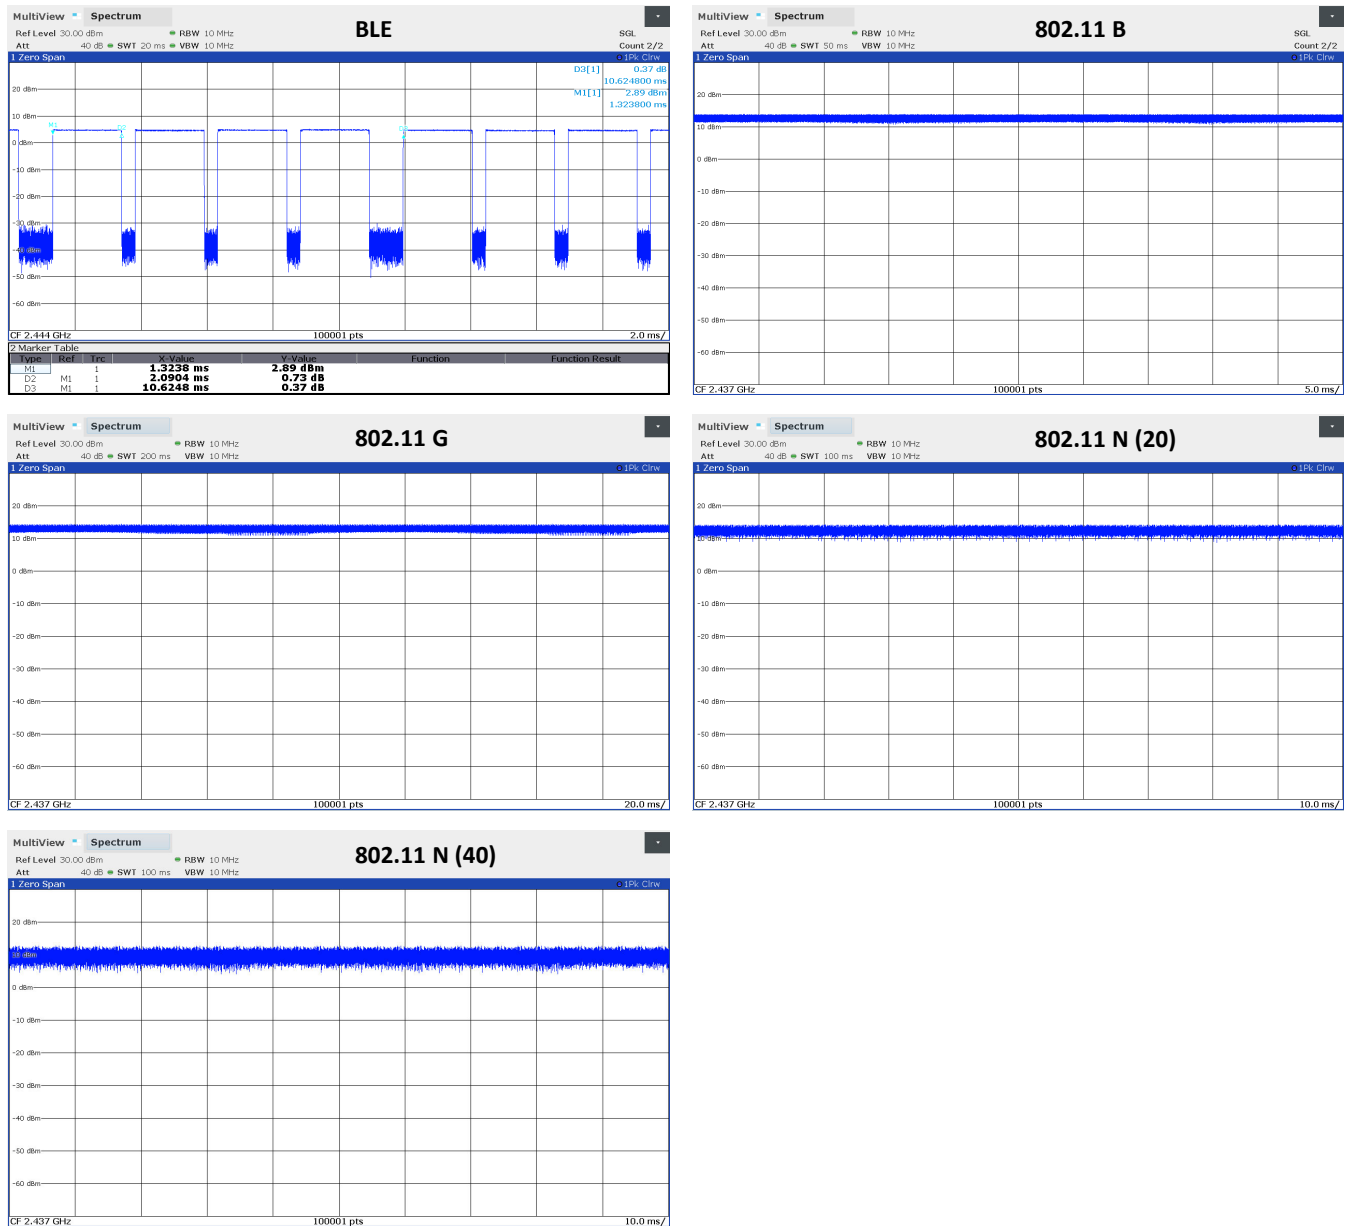 MultiView Spectrum
BLE
Ref Level 30.00 dBm RBW 10 MHz SGL
Att 40 dB SWT 20 ms VBW 10 MHz Count 2/2
1 Zero Span 1Pk Clrw
D3[1] 0.37 dB
10.624800 ms
M1[1] 2.89 dBm
1.323800 ms
20 dBm
10 dBm
M1 D2 D3
0 dBm
-10 dBm
-20 dBm
-30 dBm
-40 dBm
-50 dBm
-60 dBm
CF 2.444 GHz 100001 pts 2.0 ms/
2 Marker Table
Type Ref Trc X-Value Y-Value Function Function Result
M1 1 1.3238 ms 2.89 dBm
D2 M1 1 2.0904 ms 0.73 dB
D3 M1 1 10.6248 ms 0.37 dB
MultiView Spectrum
802.11 B
Ref Level 30.00 dBm RBW 10 MHz SGL
Att 40 dB SWT 50 ms VBW 10 MHz Count 2/2
1 Zero Span 1Pk Clrw
20 dBm
10 dBm
0 dBm
-10 dBm
-20 dBm
-30 dBm
-40 dBm
-50 dBm
-60 dBm
CF 2.437 GHz 100001 pts 5.0 ms/
MultiView Spectrum
802.11 G
Ref Level 30.00 dBm RBW 10 MHz
Att 40 dB SWT 200 ms VBW 10 MHz
1 Zero Span 1Pk Clrw
20 dBm
10 dBm
0 dBm
-10 dBm
-20 dBm
-30 dBm
-40 dBm
-50 dBm
-60 dBm
CF 2.437 GHz 100001 pts 20.0 ms/
MultiView Spectrum
802.11 N (20)
Ref Level 30.00 dBm RBW 10 MHz
Att 40 dB SWT 100 ms VBW 10 MHz
1 Zero Span 1Pk Clrw
20 dBm
10 dBm
0 dBm
-10 dBm
-20 dBm
-30 dBm
-40 dBm
-50 dBm
-60 dBm
CF 2.437 GHz 100001 pts 10.0 ms/
MultiView Spectrum
802.11 N (40)
Ref Level 30.00 dBm RBW 10 MHz
Att 40 dB SWT 100 ms VBW 10 MHz
1 Zero Span 1Pk Clrw
20 dBm
10 dBm
0 dBm
-10 dBm
-20 dBm
-30 dBm
-40 dBm
-50 dBm
-60 dBm
CF 2.437 GHz 100001 pts 10.0 ms/